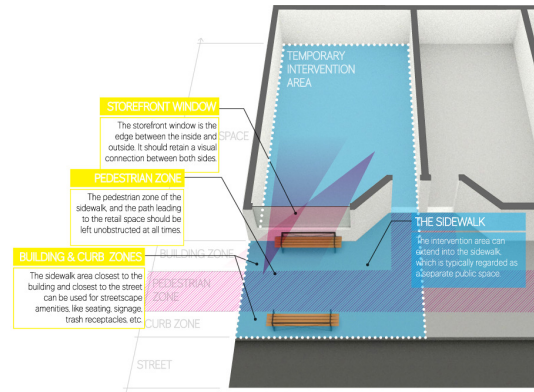 TEMPORARY
INTERVENTION
AREA
STOREFRONT WINDOW
The storefront window is the
edge between the inside and
outside. It should retain a visual
connection between both sides.
SPACE
PEDESTRIAN ZONE
The pedestrian zone of the
sidewalk, and the path leading
to the retail space should be
left unobstructed at all times.
THE SIDEWALK
The intervention area can
extend into the sidewalk,
which is typically regarded as
a separate public space.
BUILDING & CURB ZONES
The sidewalk area closest to the
building and closest to the street
can be used for streetscape
amenities, like seating, signage,
trash receptacles, etc.
BUILDING ZONE
PEDESTRIAN
ZONE
CURB ZONE
STREET